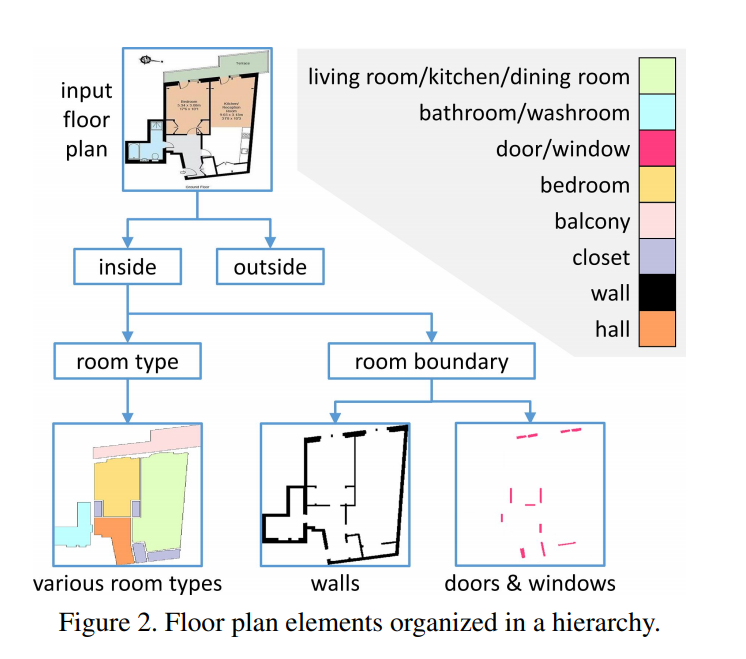 input
floor
plan
Terrace
Bedroom
Kitchen/
Reception
Room
Ground Floor
living room/kitchen/dining room
bathroom/washroom
door/window
bedroom
balcony
closet
wall
hall
inside
outside
room type
room boundary
various room types
walls
doors & windows
Figure 2. Floor plan elements organized in a hierarchy.